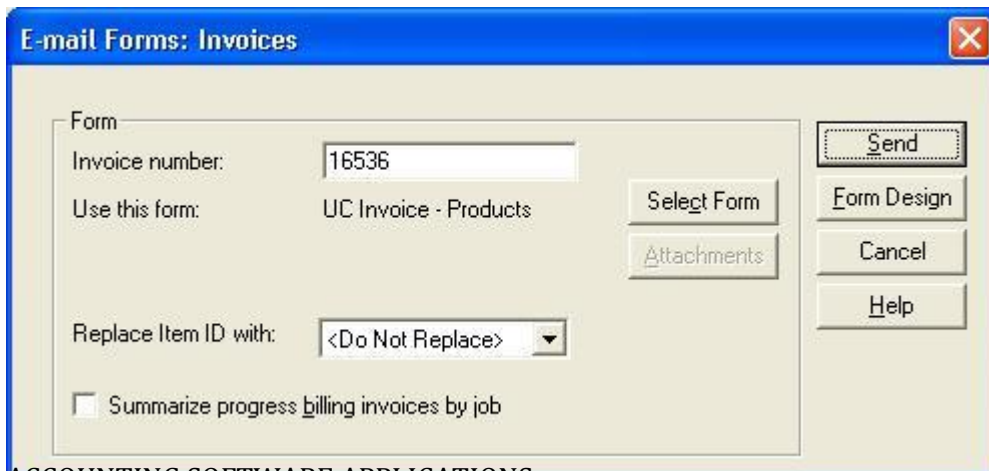 E-mail Forms: Invoices
Form
Invoice number: 16536
Send
Use this form: UC Invoice - Products
Select Form
Form Design
Attachments
Cancel
Help
Replace Item ID with: <Do Not Replace>
Summarize progress billing invoices by job
ACCOUNTING SOFTWARE APPLICATIONS